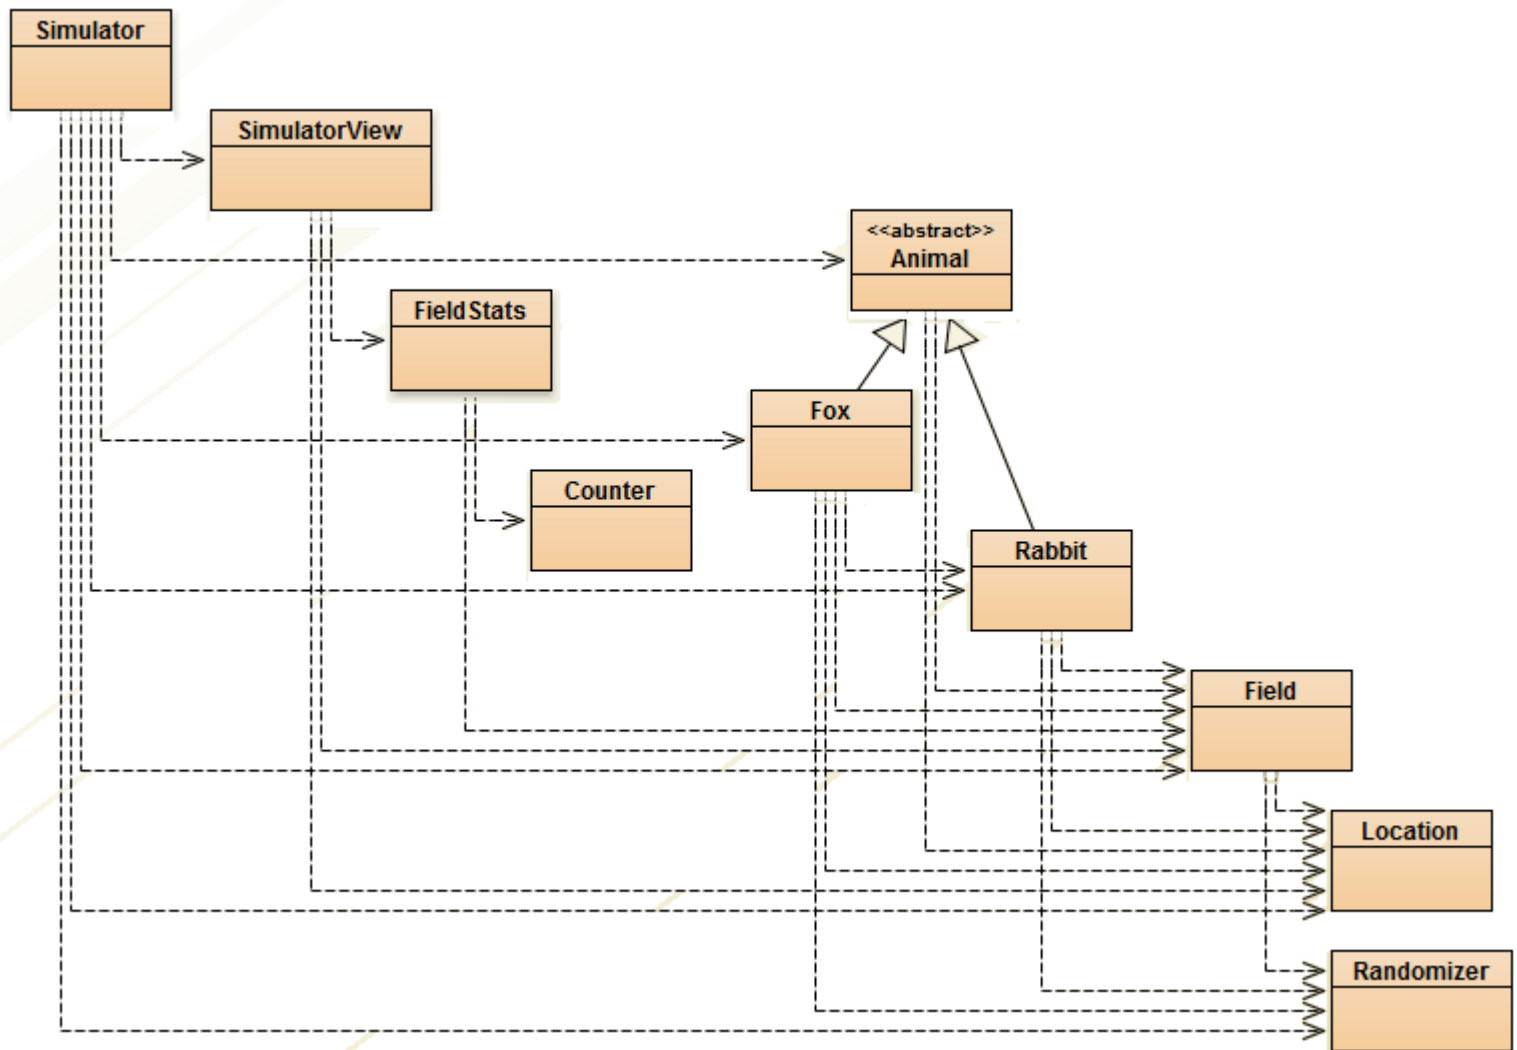 Simulator
SimulatorView
<<abstract>>
Animal
FieldStats
Fox
Counter
Rabbit
Field
Location
Randomizer